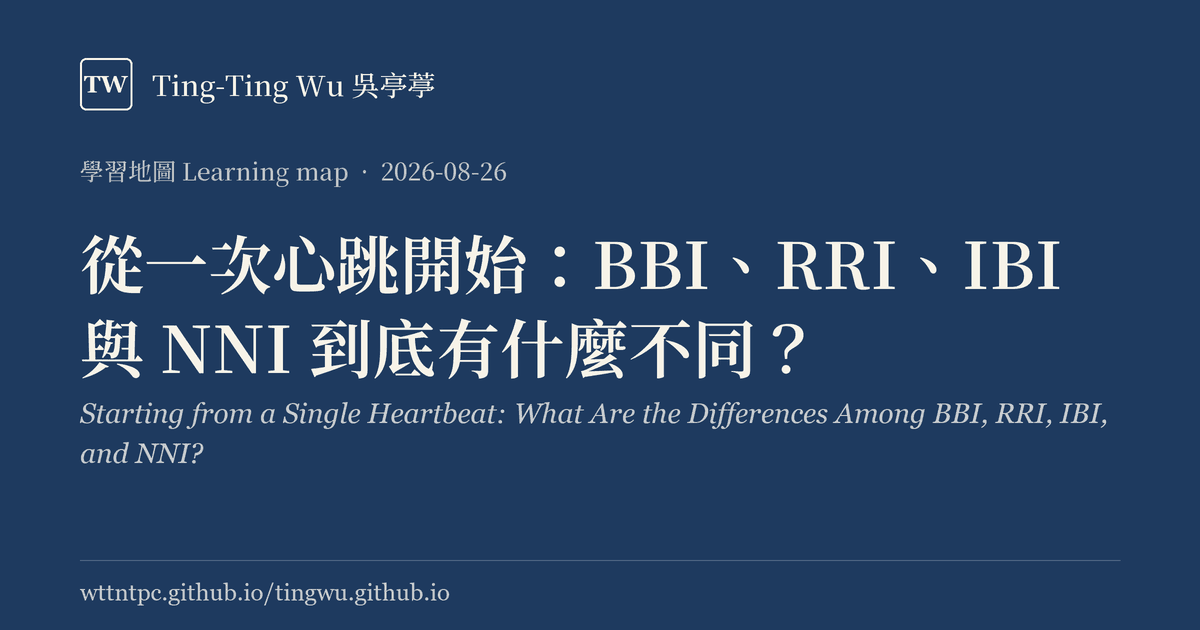 TW
Ting-Ting Wu 吳亭葶
學習地圖 Learning map · 2026-08-26
從一次心跳開始：BBI、RRI、IBI
與 NNI 到底有什麼不同？
Starting from a Single Heartbeat: What Are the Differences Among BBI, RRI, IBI,
and NNI?
wttntpc.github.io/tingwu.github.io